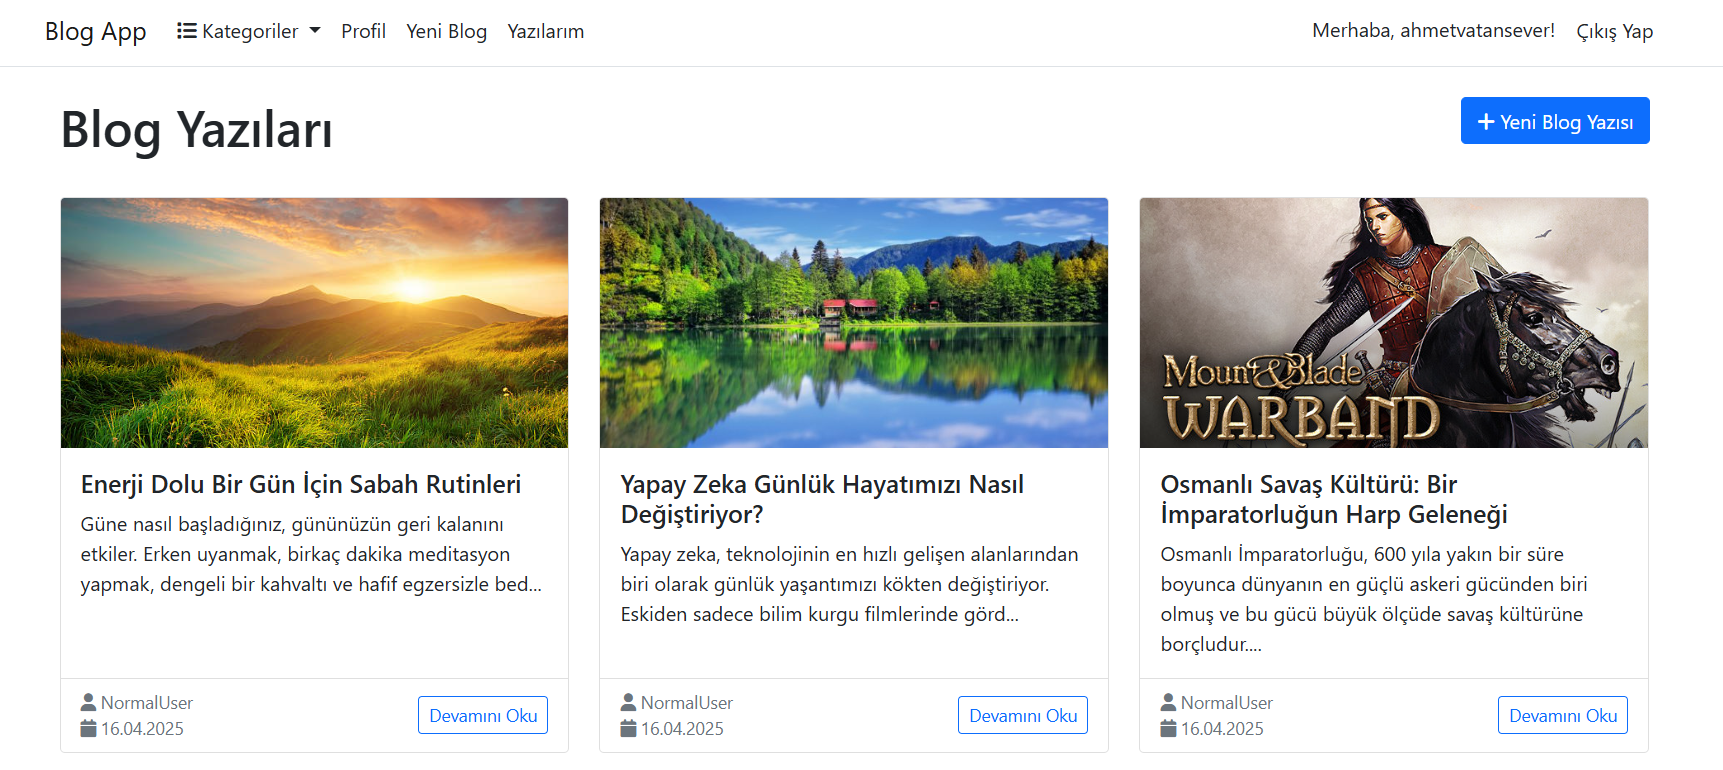 Blog App
Kategoriler
Profil
Yeni Blog
Yazılarım
Merhaba, ahmetvatansever!
Çıkış Yap
Blog Yazıları
Yeni Blog Yazısı
Enerji Dolu Bir Gün İçin Sabah Rutinleri
Güne nasıl başladığınız, gününüzün geri kalanını
etkiler. Erken uyanmak, birkaç dakika meditasyon
yapmak, dengeli bir kahvaltı ve hafif egzersizle bed...
NormalUser
16.04.2025
Devamını Oku
Yapay Zeka Günlük Hayatımızı Nasıl
Değiştiriyor?
Yapay zeka, teknolojinin en hızlı gelişen alanlarından
biri olarak günlük yaşantımızı kökten değiştiriyor.
Eskiden sadece bilim kurgu filmlerinde görd...
NormalUser
16.04.2025
Devamını Oku
Mount&Blade
WARBAND
Osmanlı Savaş Kültürü: Bir
İmparatorluğun Harp Geleneği
Osmanlı İmparatorluğu, 600 yıla yakın bir süre
boyunca dünyanın en güçlü askeri gücünden biri
olmuş ve bu gücü büyük ölçüde savaş kültürüne
borçludur....
NormalUser
16.04.2025
Devamını Oku